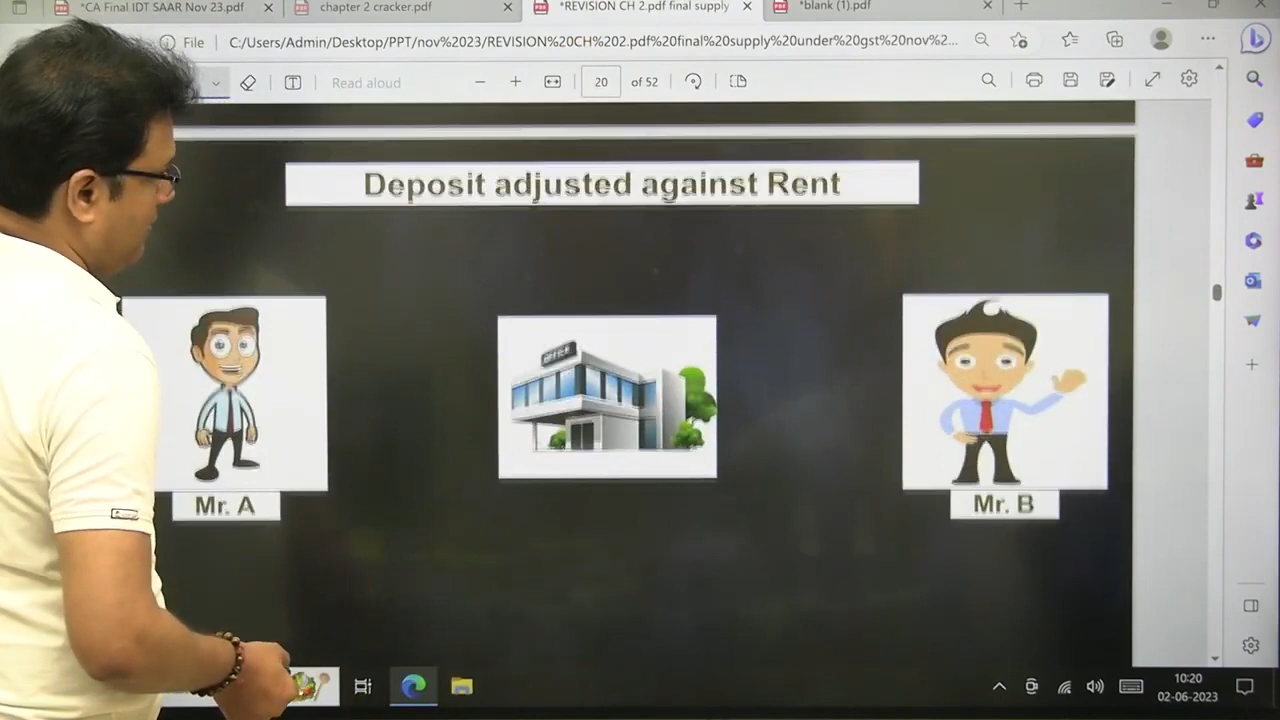 *CA Final IDT SAAR Nov 23.pdf
chapter 2 cracker.pdf
*REVISION CH 2.pdf final supply
*blank (1).pdf
File
C:/Users/Admin/Desktop/PPT/nov%2023/REVISION%20CH%202.pdf%20final%20supply%20under%20gst%20nov%2...
Read aloud
20
of 52
Deposit adjusted against Rent
OFFICE
Mr. A
Mr. B
10:20
02-06-2023